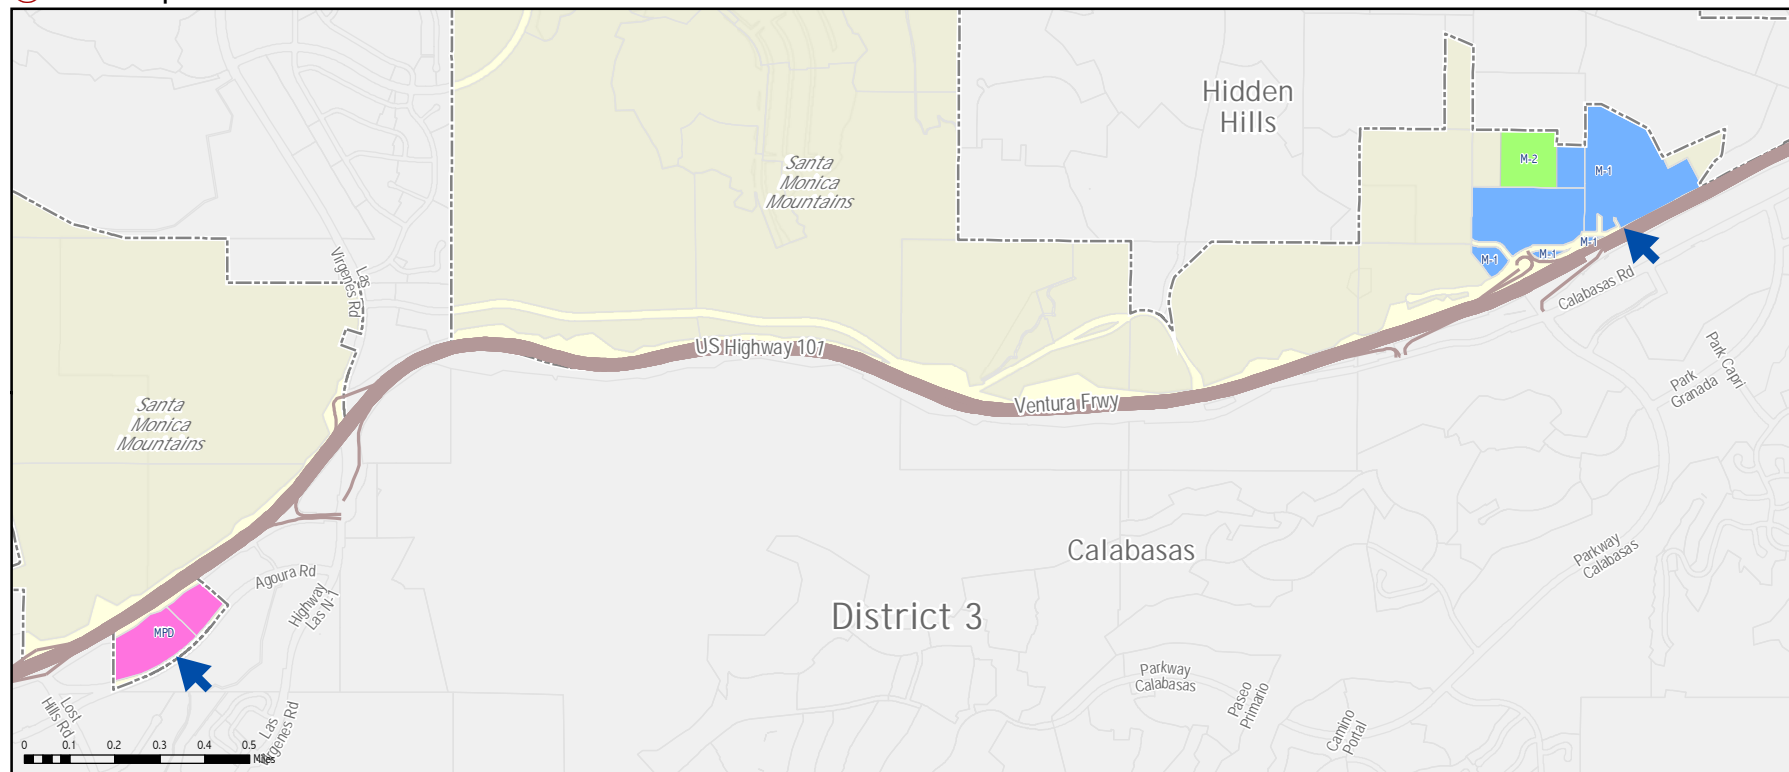 Hidden
Hills
Santa
Monica
Mountains
M-2
M-1
M-1
M-1
M-1
Calabasas Rd
Las
Virgenes Rd
US Highway 101
Ventura Frwy
Park Capri
Park
Granada
Santa
Monica
Mountains
Calabasas
Parkway
Calabasas
Agoura Rd
Highway
Las N-1
District 3
MPD
Parkway
Calabasas
Paseo
Primario
Camino
Portal
Lost
Hills Rd
Las
Virgenes Rd
0 0.1 0.2 0.3 0.4 0.5
Miles